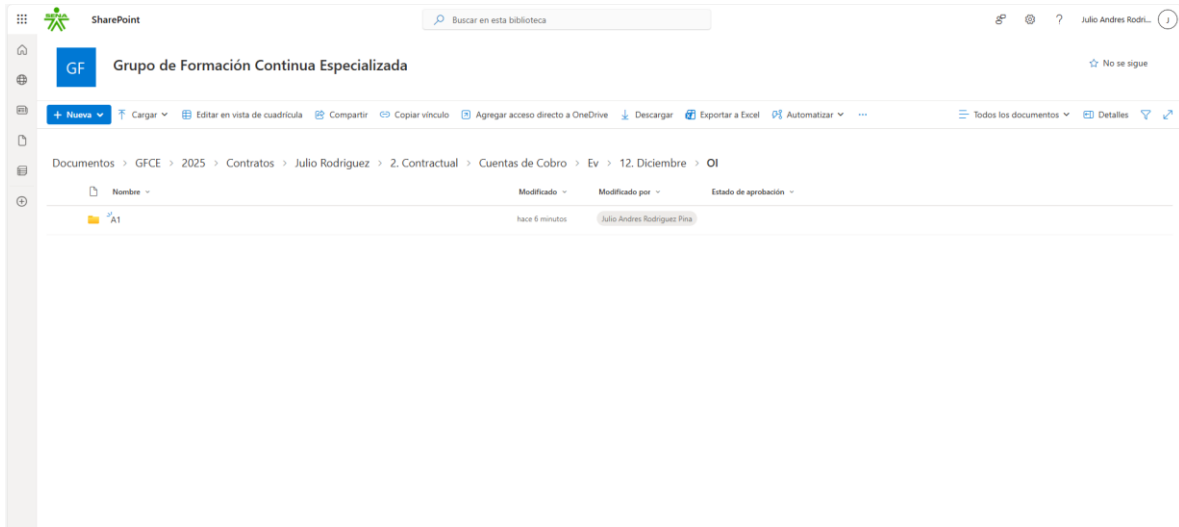 SENA
SharePoint
Buscar en esta biblioteca
?
Julio Andres Rodri...
J
GF
Grupo de Formación Continua Especializada
No se sigue
+ Nueva
Cargar
Editar en vista de cuadrícula
Compartir
Copiar vínculo
Agregar acceso directo a OneDrive
Descargar
Exportar a Excel
Automatizar
...
Todos los documentos
Detalles
Documentos > GFCE > 2025 > Contratos > Julio Rodriguez > 2. Contractual > Cuentas de Cobro > Ev > 12. Diciembre > OI
Nombre
Modificado
Modificado por
Estado de aprobación
A1
hace 6 minutos
Julio Andres Rodriguez Pina